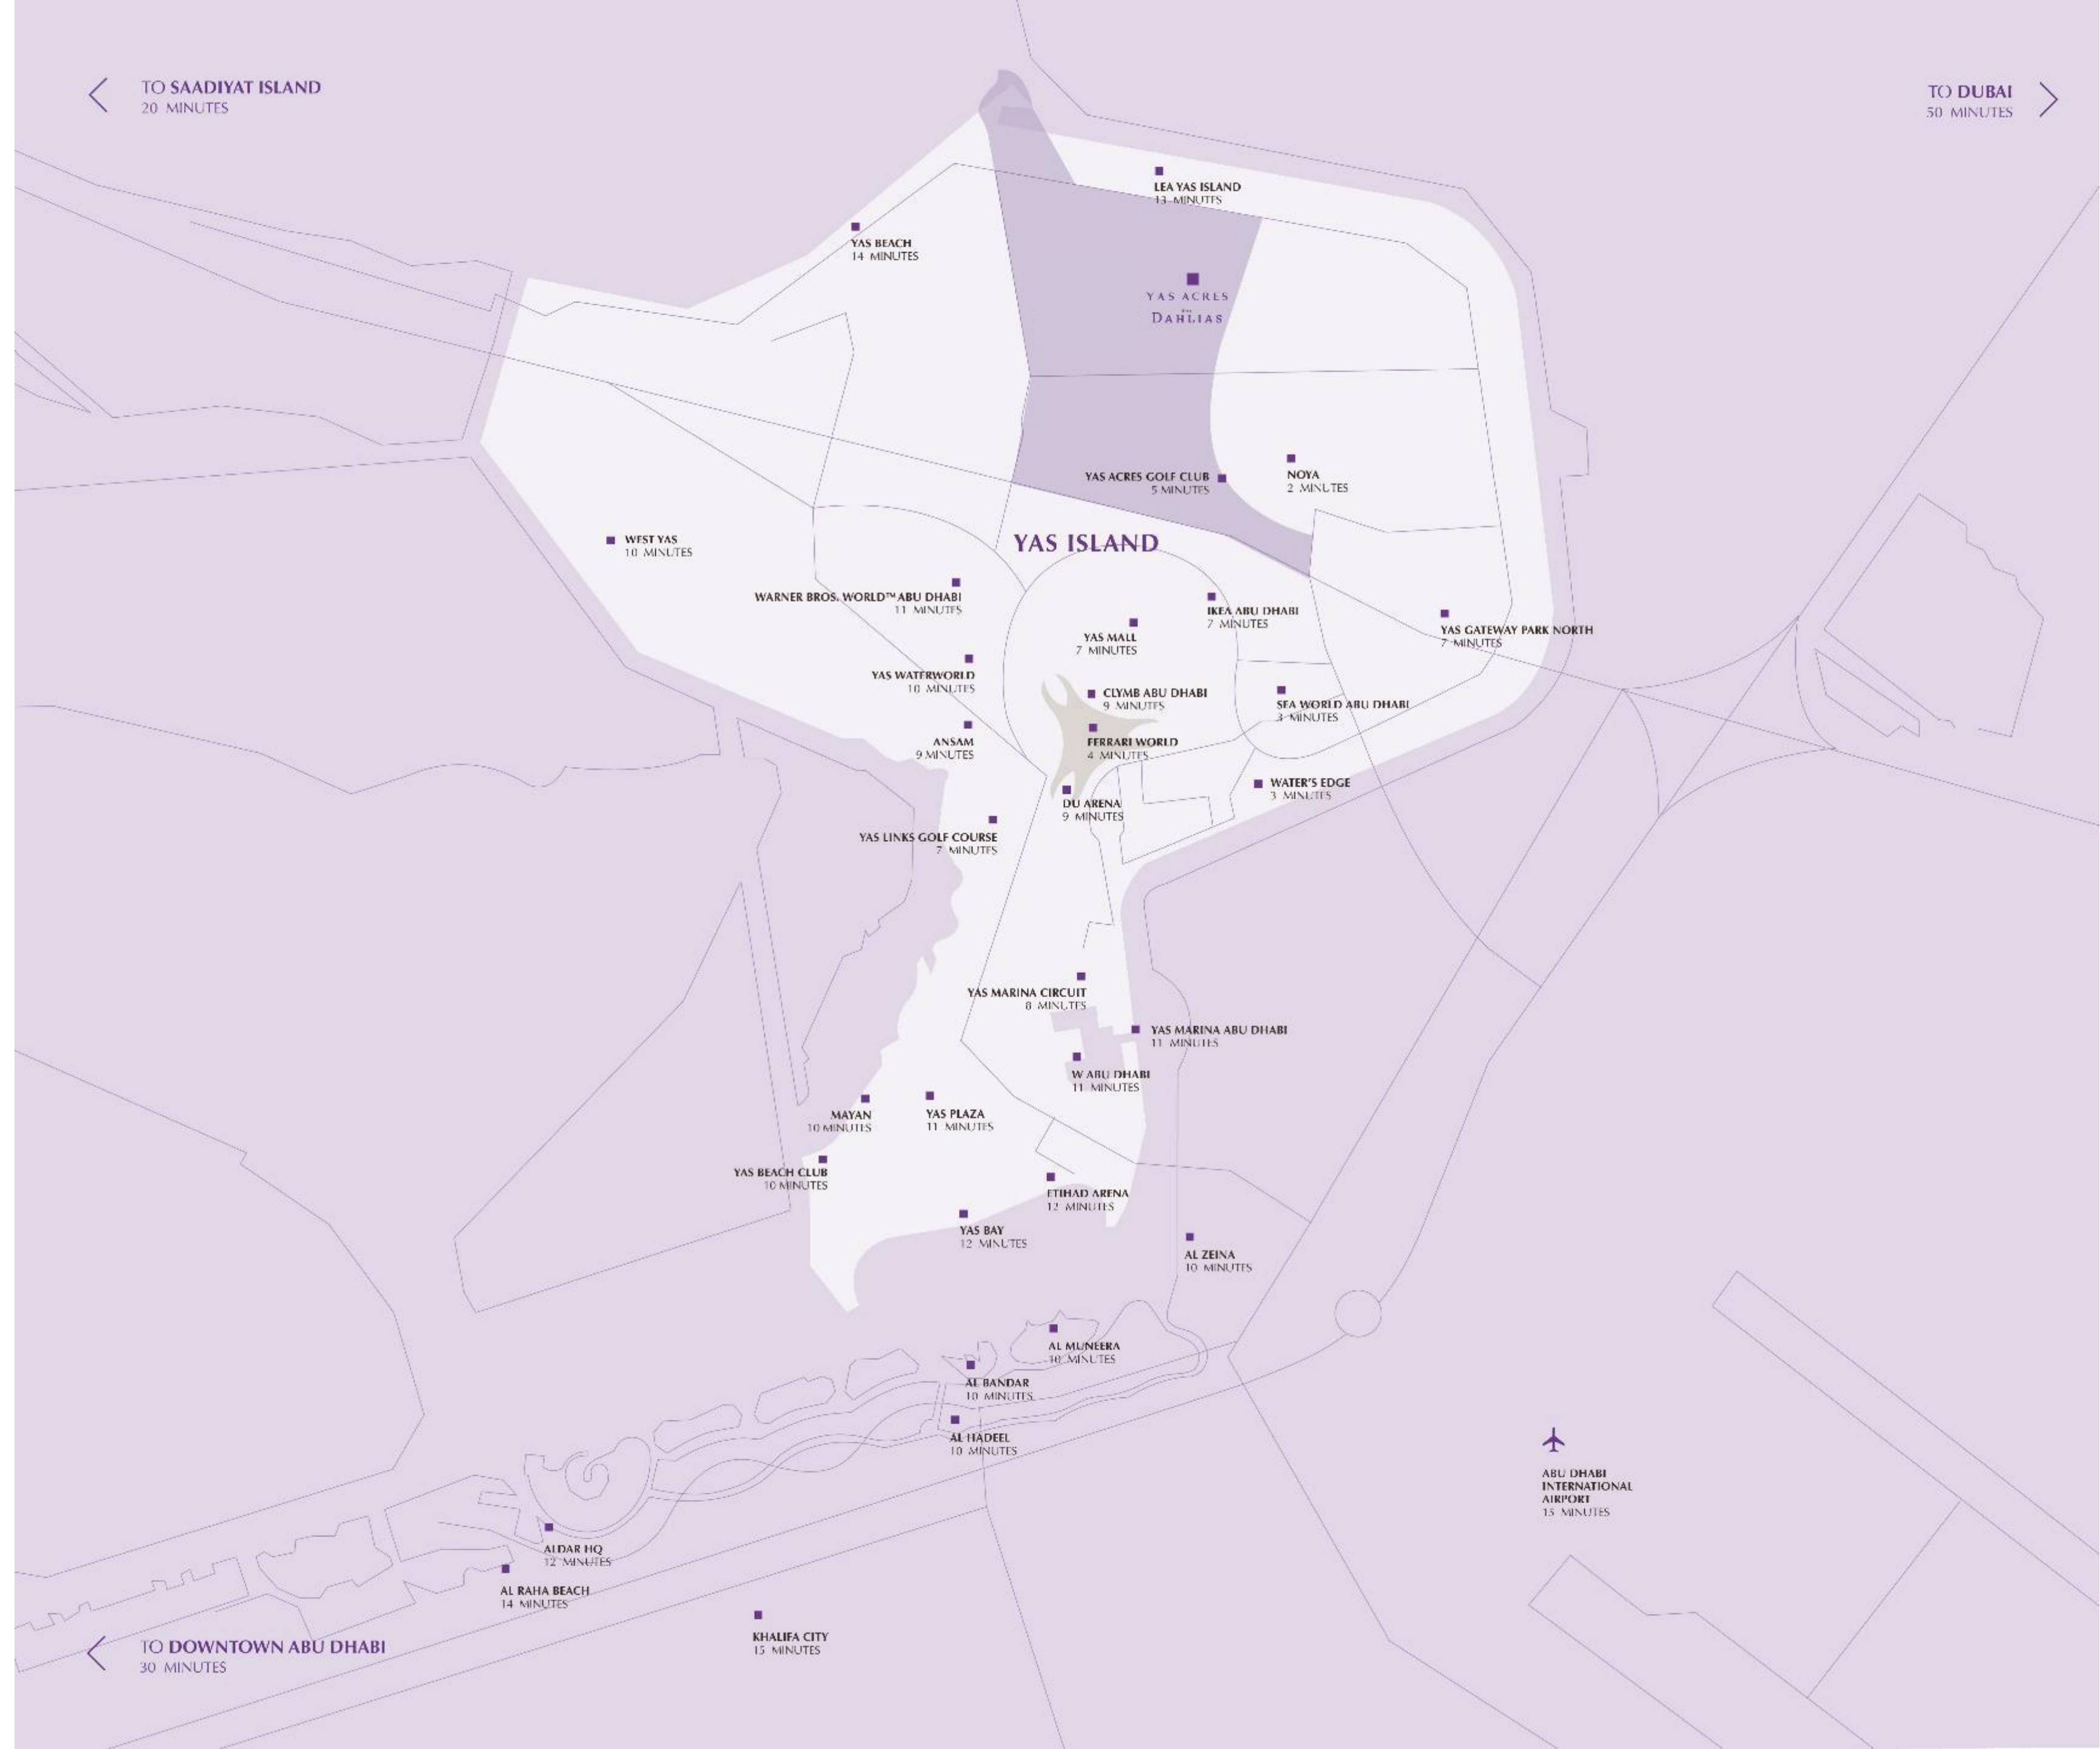 TO SAADIYAT ISLAND
20 MINUTES
TO DUBAI
50 MINUTES
LEA YAS ISLAND
13 MINUTES
YAS BEACH
14 MINUTES
YAS ACRES
DAHLIAS
YAS ACRES GOLF CLUB
5 MINUTES
NOYA
2 MINUTES
WEST YAS
10 MINUTES
YAS ISLAND
WARNER BROS. WORLD™ ABU DHABI
11 MINUTES
IKEA ABU DHABI
7 MINUTES
YAS GATEWAY PARK NORTH
7 MINUTES
YAS MALL
7 MINUTES
YAS WATERWORLD
10 MINUTES
CLYMB ABU DHABI
9 MINUTES
SEA WORLD ABU DHABI
3 MINUTES
ANSAM
9 MINUTES
FERRARI WORLD
4 MINUTES
WATER'S EDGE
3 MINUTES
DU ARENA
9 MINUTES
YAS LINKS GOLF COURSE
7 MINUTES
YAS MARINA CIRCUIT
8 MINUTES
YAS MARINA ABU DHABI
11 MINUTES
W ABU DHABI
11 MINUTES
MAYAN
10 MINUTES
YAS PLAZA
11 MINUTES
YAS BEACH CLUB
10 MINUTES
ETIHAD ARENA
12 MINUTES
YAS BAY
12 MINUTES
AL ZEINA
10 MINUTES
AL MUNEERA
10 MINUTES
AL BANDAR
10 MINUTES
AL HADEEL
10 MINUTES
ABU DHABI
INTERNATIONAL
AIRPORT
15 MINUTES
ALDAR HQ
12 MINUTES
AL RAHA BEACH
14 MINUTES
KHALIFA CITY
15 MINUTES
TO DOWNTOWN ABU DHABI
30 MINUTES